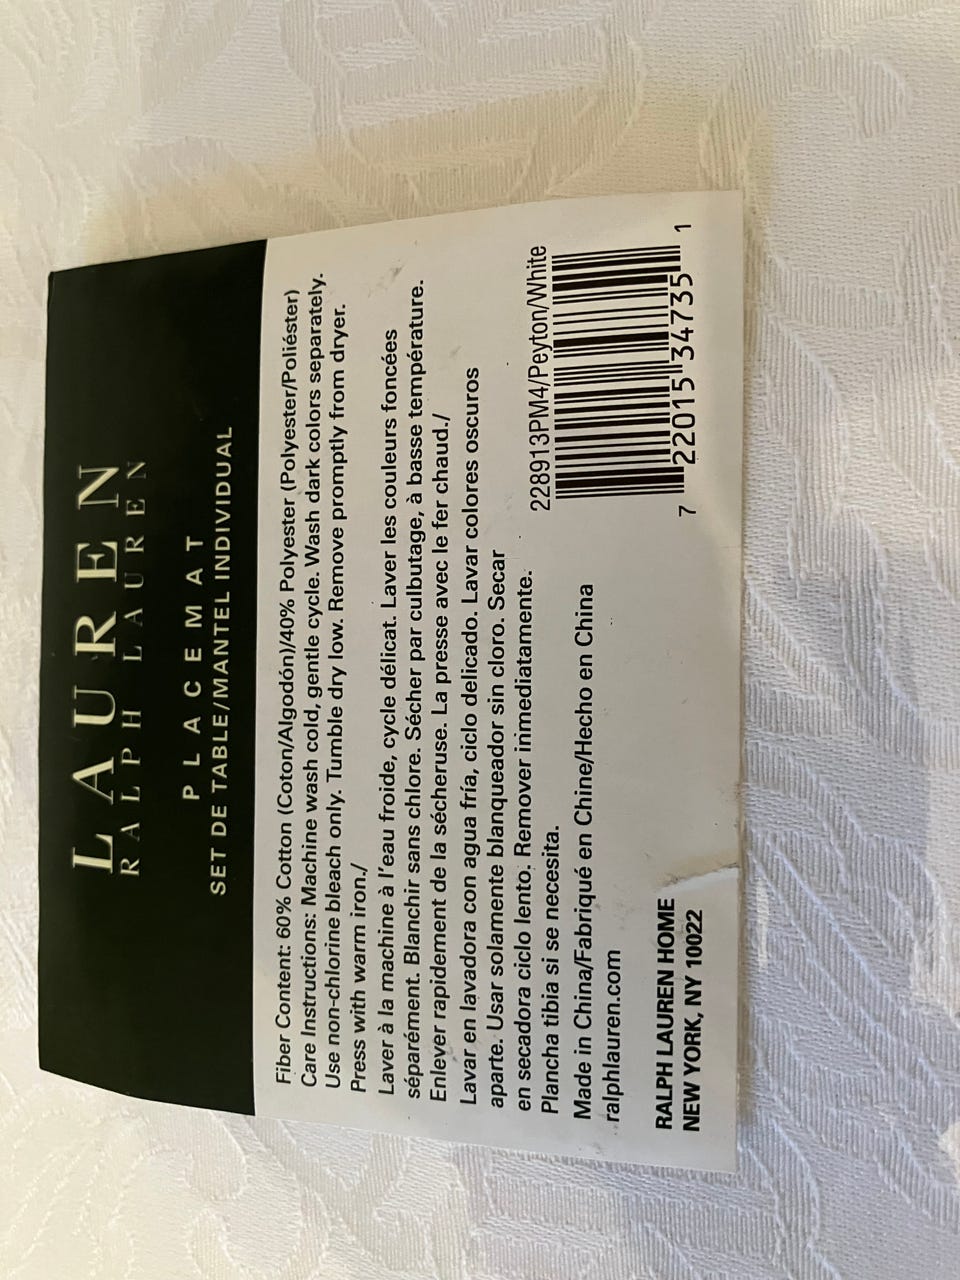 LAUREN
RALPH LAUREN
PLACEMAT
SET DE TABLE/MANTEL INDIVIDUAL
Fiber Content: 60% Cotton (Coton/Algodón)/40% Polyester (Polyester/Poliéster)
Care Instructions: Machine wash cold, gentle cycle. Wash dark colors separately.
Use non-chlorine bleach only. Tumble dry low. Remove promptly from dryer.
Press with warm iron./
Laver à la machine à l'eau froide, cycle délicat. Laver les couleurs foncées
séparément. Blanchir sans chlore. Sécher par culbutage, à basse température.
Enlever rapidement de la sécheruse. La presse avec le fer chaud./
Lavar en lavadora con agua fría, ciclo delicado. Lavar colores oscuros
aparte. Usar solamente blanqueador sin cloro. Secar
en secadora ciclo lento. Remover inmediatamente.
Plancha tibia si se necesita.
Made in China/Fabriqué en Chine/Hecho en China
ralphlauren.com
RALPH LAUREN HOME
NEW YORK, NY 10022
228913PM4/Peyton/White
7 22015 34735 1